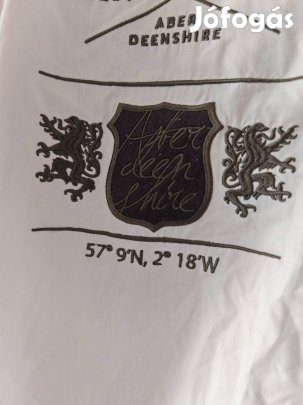 Jófogás
ABER
DEENSHIRE
Aber
deen
shire
57° 9'N, 2° 18'W